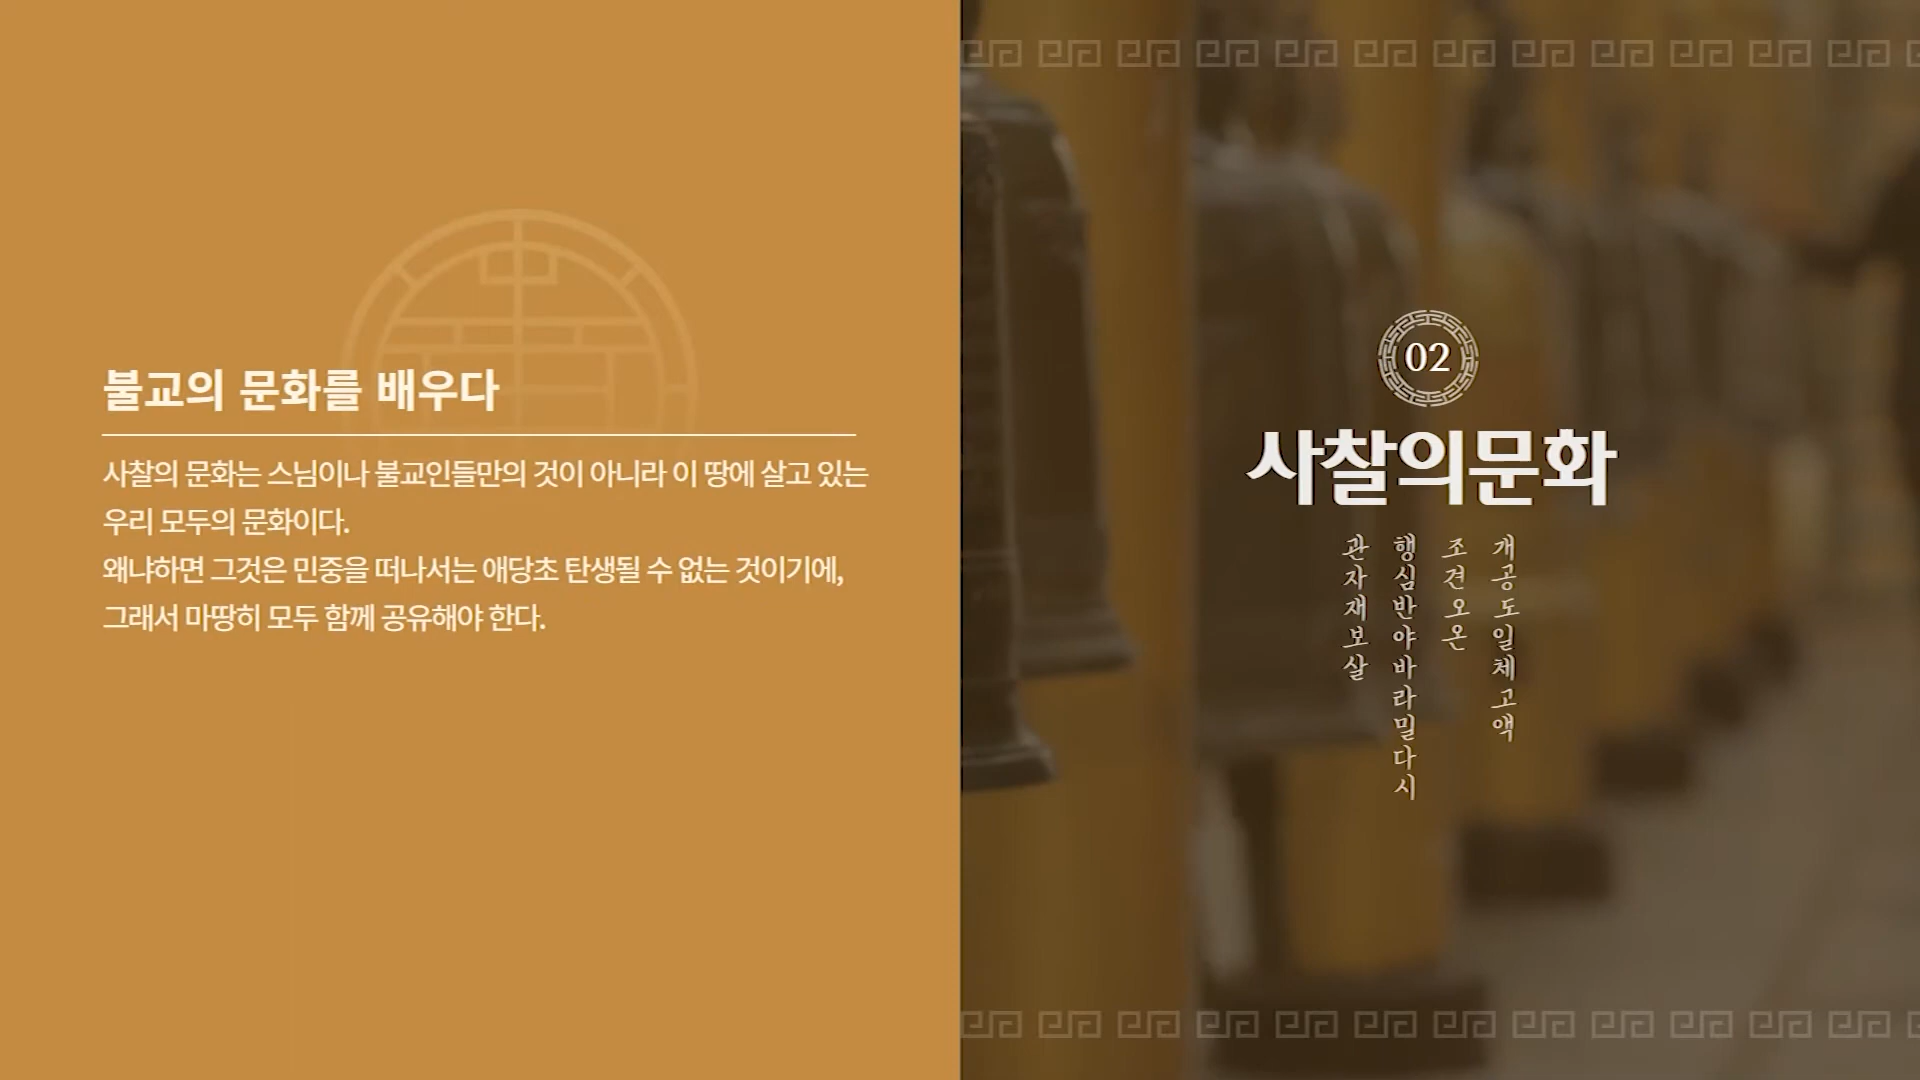 불교의 문화를 배우다
사찰의 문화는 스님이나 불교인들만의 것이 아니라 이 땅에 살고 있는
우리 모두의 문화이다.
왜냐하면 그것은 민중을 떠나서는 애당초 탄생될 수 없는 것이기에,
그래서 마땅히 모두 함께 공유해야 한다.
02
사찰의문화
관자재보살
행심반야바라밀다시
조견오온
개공도일체고액